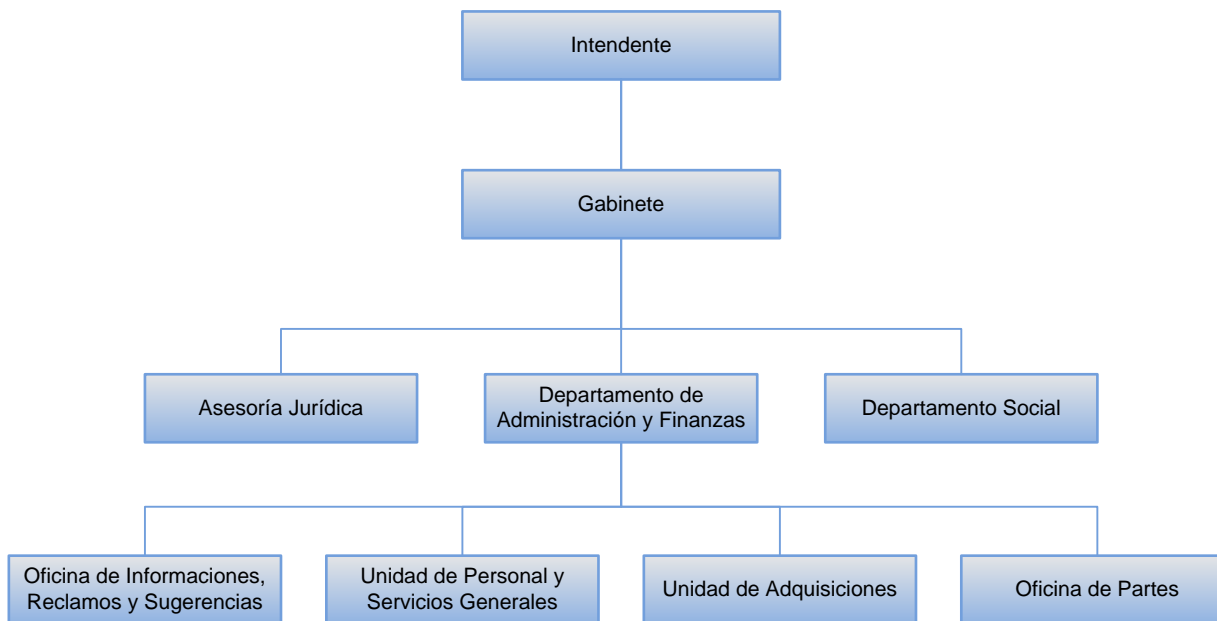 Intendente
Gabinete
Asesoría Jurídica
Departamento de
Administración y Finanzas
Departamento Social
Oficina de Informaciones,
Reclamos y Sugerencias
Unidad de Personal y
Servicios Generales
Unidad de Adquisiciones
Oficina de Partes